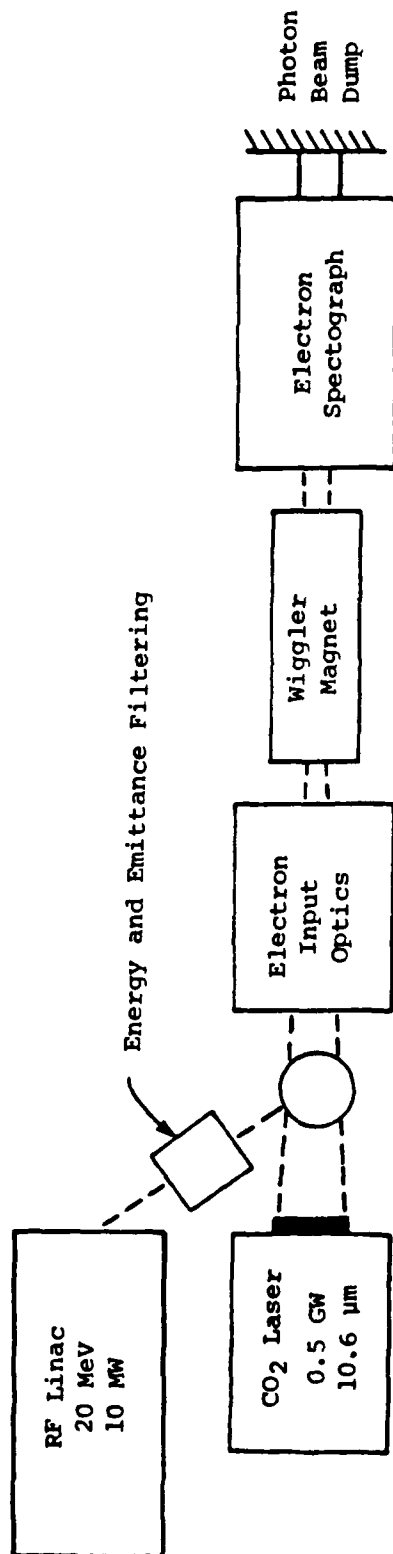 RF Linac
20 MeV
10 MW
Energy and Emittance Filtering
CO₂ Laser
0.5 GW
10.6 µm
Electron
Input
Optics
Wiggler
Magnet
Electron
Spectograph
Photon
Beam
Dump